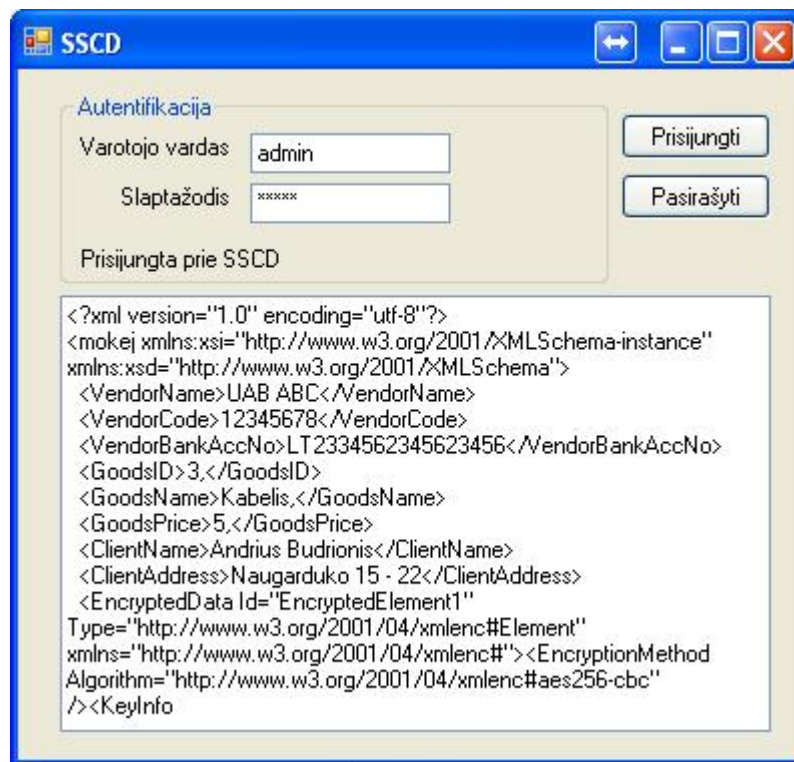 SSCD
Autentifikacija
Varotojo vardas admin
Prisijungti
Slaptažodis *****
Pasirašyti
Prisijungta prie SSCD
<?xml version="1.0" encoding="utf-8"?>
<mokej xmlns:xsi="http://www.w3.org/2001/XMLSchema-instance"
xmlns:xsd="http://www.w3.org/2001/XMLSchema">
<VendorName>UAB ABC</VendorName>
<VendorCode>12345678</VendorCode>
<VendorBankAccNo>LT2334562345623456</VendorBankAccNo>
<GoodsID>3,</GoodsID>
<GoodsName>Kabelis,</GoodsName>
<GoodsPrice>5,</GoodsPrice>
<ClientName>Andrius Budrionis</ClientName>
<ClientAddress>Naugarduko 15 - 22</ClientAddress>
<EncryptedData Id="EncryptedElement1"
Type="http://www.w3.org/2001/04/xmlenc#Element"
xmlns="http://www.w3.org/2001/04/xmlenc#"><EncryptionMethod
Algorithm="http://www.w3.org/2001/04/xmlenc#aes256-cbc"
/><KeyInfo